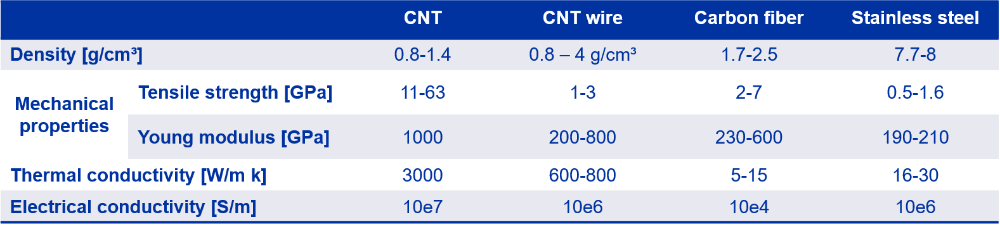 CNT CNT wire Carbon fiber Stainless steel
Density [g/cm³] 0.8-1.4 0.8 – 4 g/cm³ 1.7-2.5 7.7-8
Mechanical properties
Tensile strength [GPa] 11-63 1-3 2-7 0.5-1.6
Young modulus [GPa] 1000 200-800 230-600 190-210
Thermal conductivity [W/m k] 3000 600-800 5-15 16-30
Electrical conductivity [S/m] 10e7 10e6 10e4 10e6